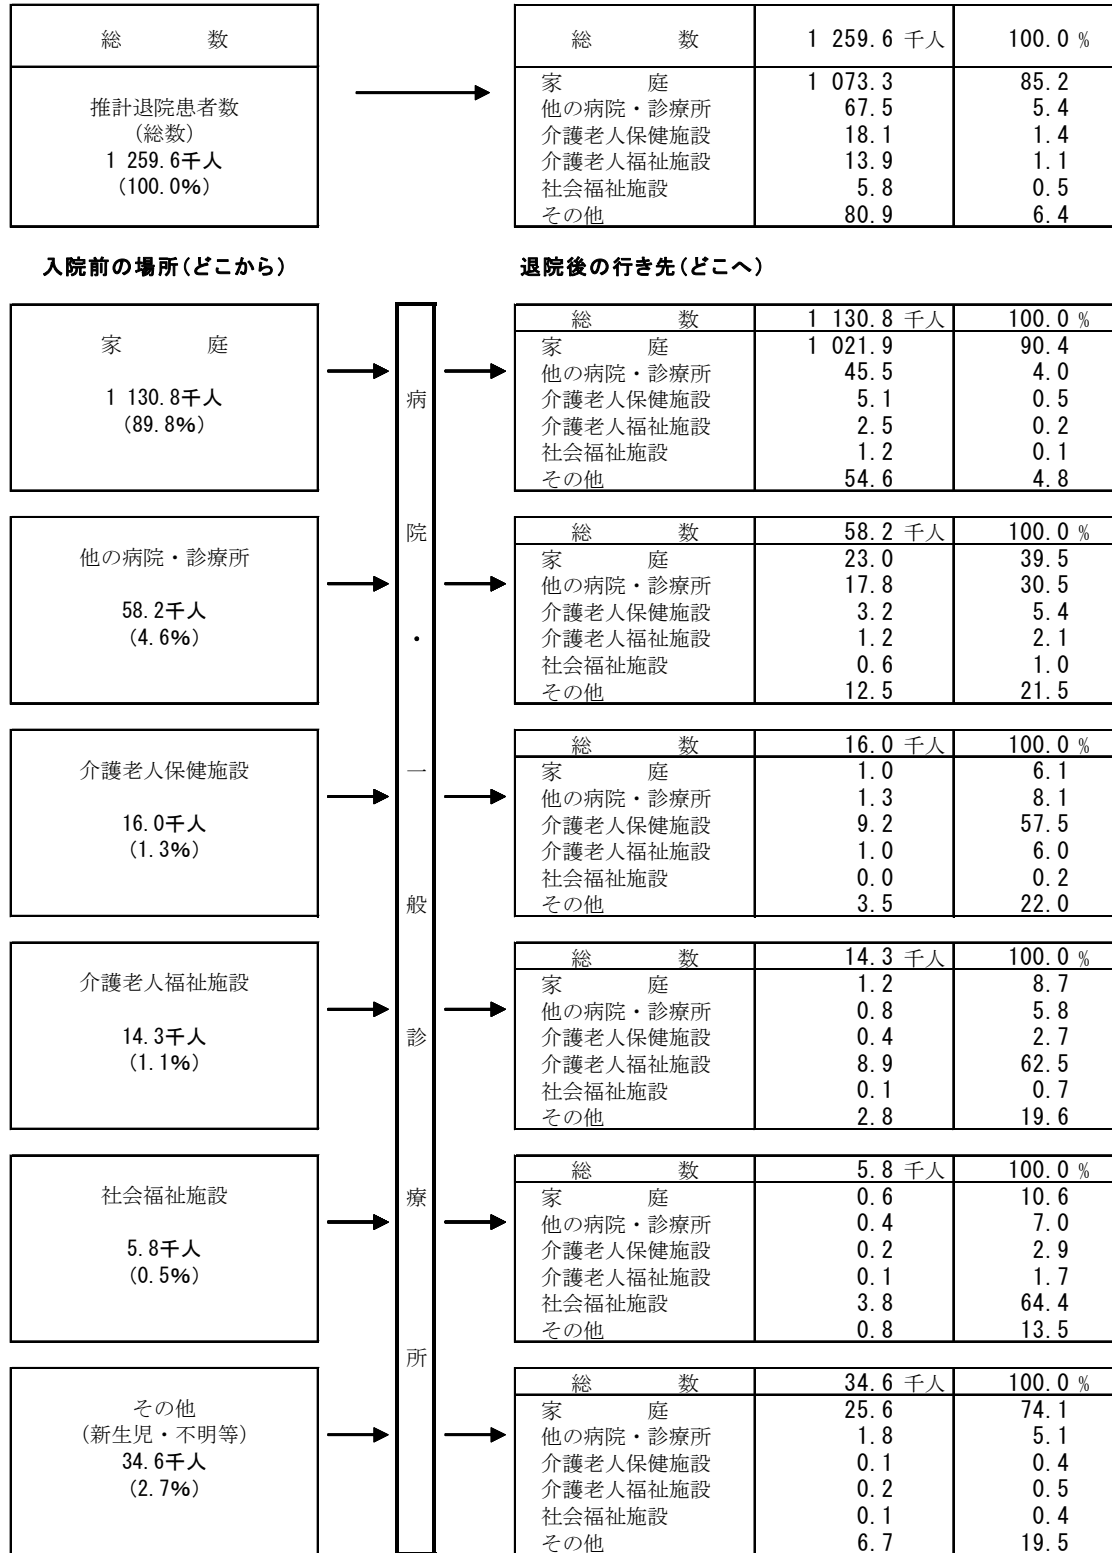 総 数
推計退院患者数
(総数)
1 259.6千人
(100.0%)
総 数 1 259.6 千人 100.0 %
家 庭 1 073.3 85.2
他の病院・診療所 67.5 5.4
介護老人保健施設 18.1 1.4
介護老人福祉施設 13.9 1.1
社会福祉施設 5.8 0.5
その他 80.9 6.4
入院前の場所(どこから)
退院後の行き先(どこへ)
病院・一般診療所
家 庭
1 130.8千人
(89.8%)
総 数 1 130.8 千人 100.0 %
家 庭 1 021.9 90.4
他の病院・診療所 45.5 4.0
介護老人保健施設 5.1 0.5
介護老人福祉施設 2.5 0.2
社会福祉施設 1.2 0.1
その他 54.6 4.8
他の病院・診療所
58.2千人
(4.6%)
総 数 58.2 千人 100.0 %
家 庭 23.0 39.5
他の病院・診療所 17.8 30.5
介護老人保健施設 3.2 5.4
介護老人福祉施設 1.2 2.1
社会福祉施設 0.6 1.0
その他 12.5 21.5
介護老人保健施設
16.0千人
(1.3%)
総 数 16.0 千人 100.0 %
家 庭 1.0 6.1
他の病院・診療所 1.3 8.1
介護老人保健施設 9.2 57.5
介護老人福祉施設 1.0 6.0
社会福祉施設 0.0 0.2
その他 3.5 22.0
介護老人福祉施設
14.3千人
(1.1%)
総 数 14.3 千人 100.0 %
家 庭 1.2 8.7
他の病院・診療所 0.8 5.8
介護老人保健施設 0.4 2.7
介護老人福祉施設 8.9 62.5
社会福祉施設 0.1 0.7
その他 2.8 19.6
社会福祉施設
5.8千人
(0.5%)
総 数 5.8 千人 100.0 %
家 庭 0.6 10.6
他の病院・診療所 0.4 7.0
介護老人保健施設 0.2 2.9
介護老人福祉施設 0.1 1.7
社会福祉施設 3.8 64.4
その他 0.8 13.5
その他
(新生児・不明等)
34.6千人
(2.7%)
総 数 34.6 千人 100.0 %
家 庭 25.6 74.1
他の病院・診療所 1.8 5.1
介護老人保健施設 0.1 0.4
介護老人福祉施設 0.2 0.5
社会福祉施設 0.1 0.4
その他 6.7 19.5